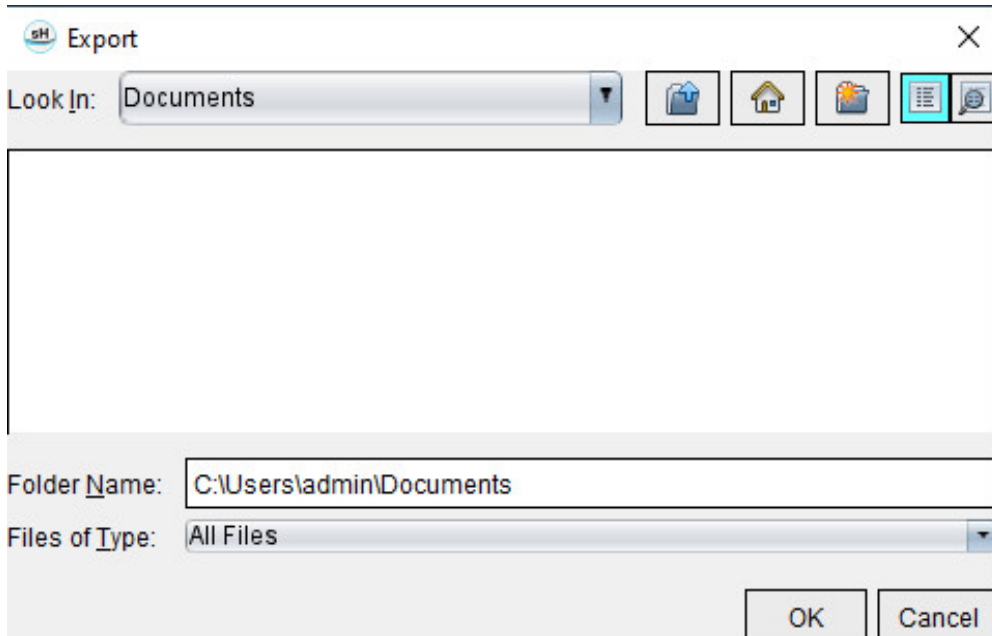 sH Export
Look In: Documents
Folder Name: C:\Users\admin\Documents
Files of Type: All Files
OK Cancel